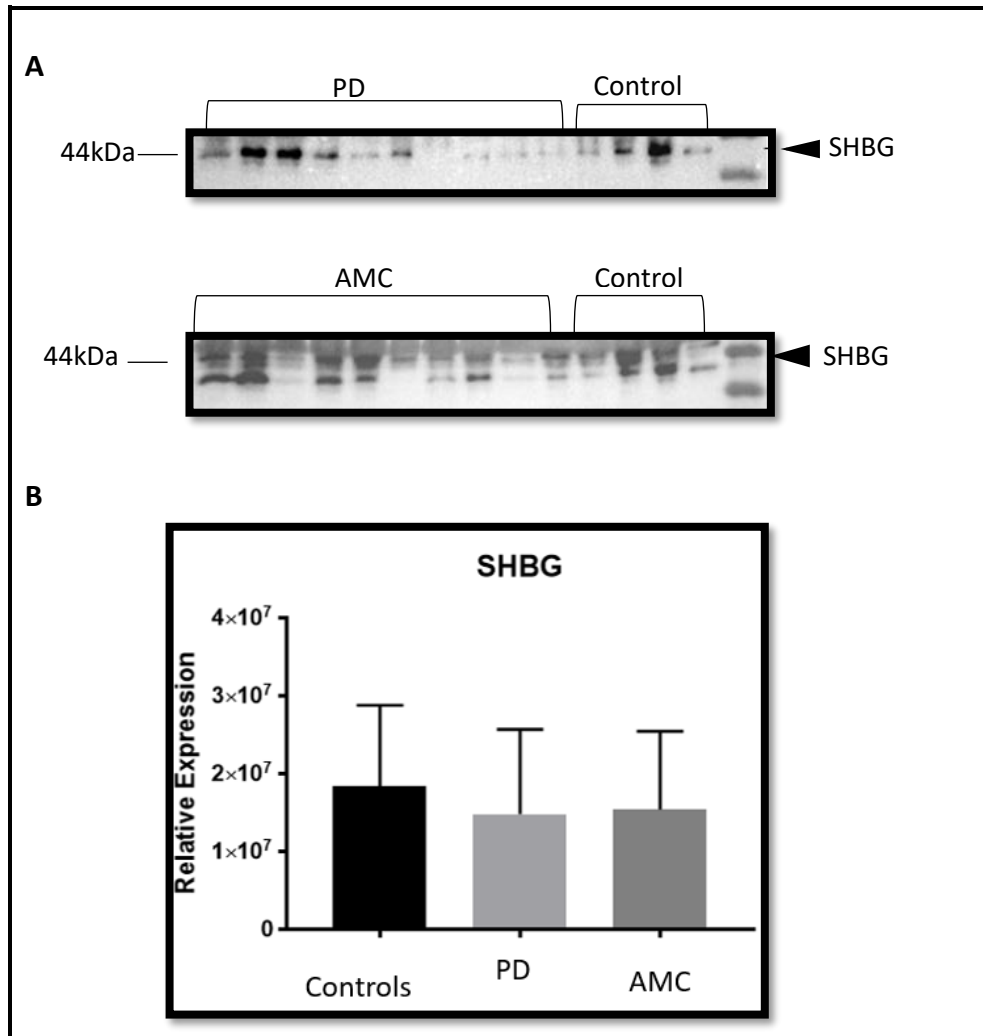 A
PD Control
44kDa SHBG
AMC Control
44kDa SHBG
B
SHBG
Relative Expression
4×10⁷
3×10⁷
2×10⁷
1×10⁷
0
Controls PD AMC